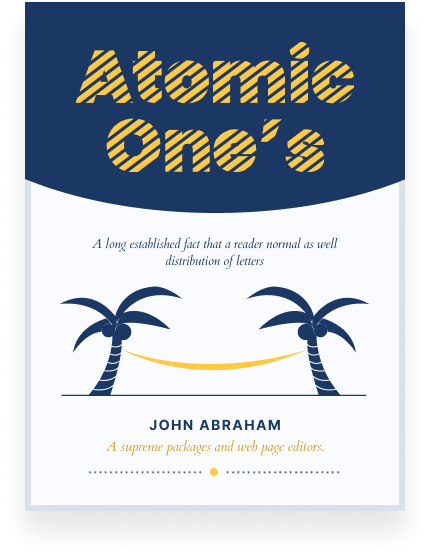 Atomic
One's
A long established fact that a reader normal as well
distribution of letters
JOHN ABRAHAM
A supreme packages and web page editors.